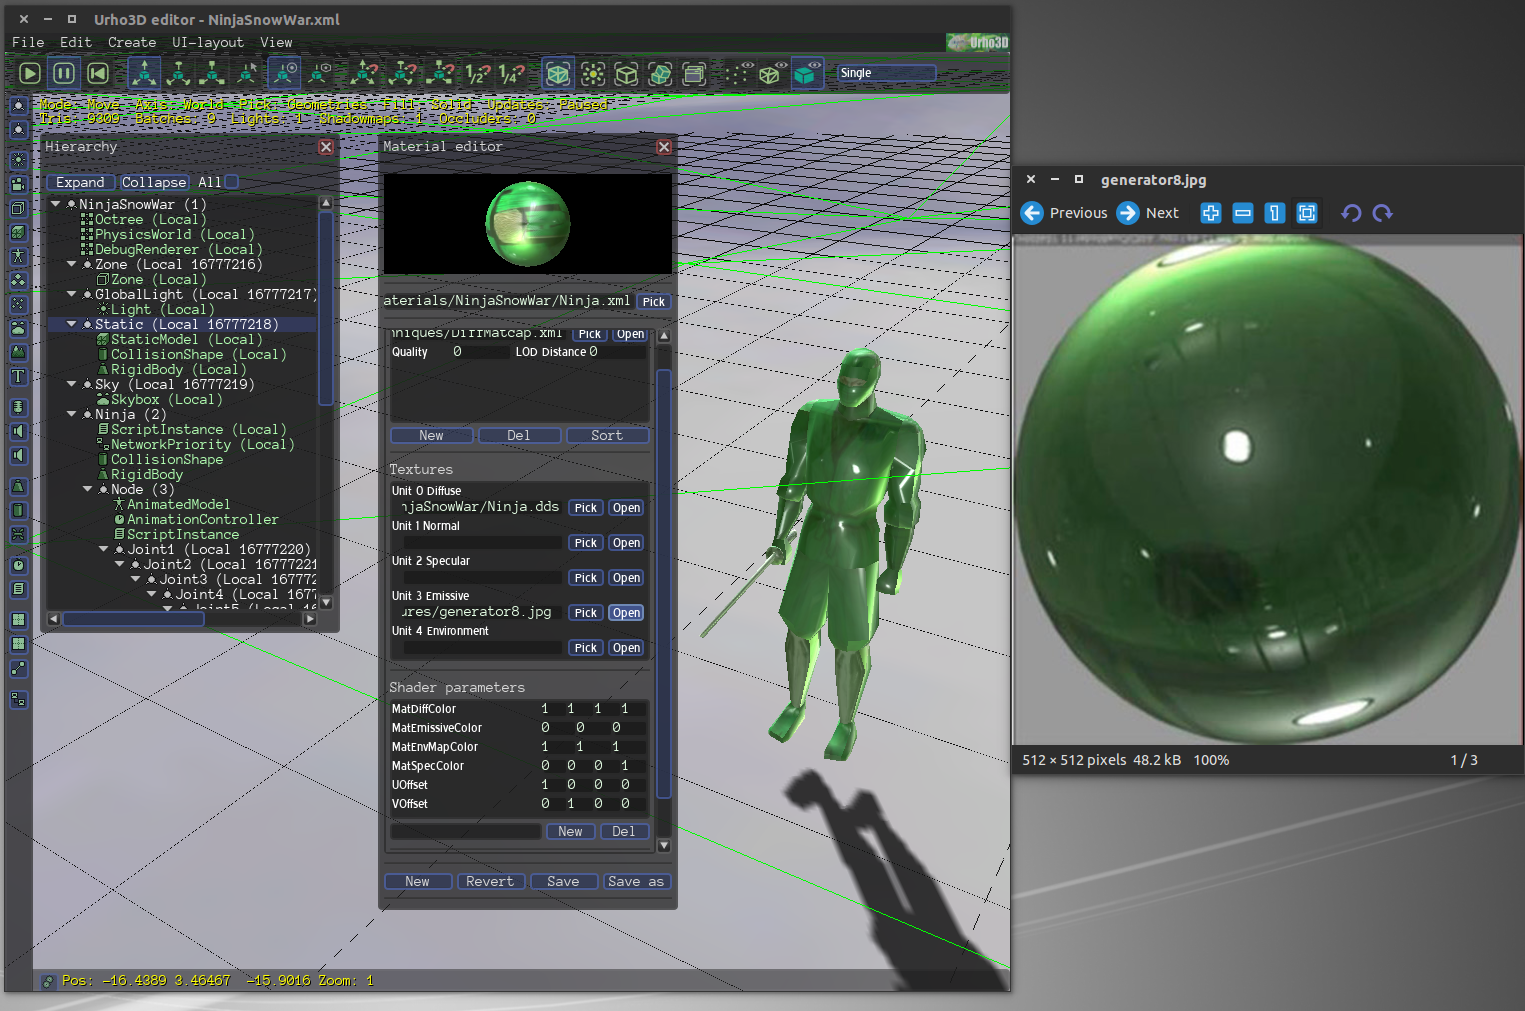 Urho3D editor - NinjaSnowWar.xml
File Edit Create UI-layout View
Urho3D
1/2? 1/4? Single
Mode: Move Axis: World Pick: Geometries Fill: Solid Updates: Paused
Tris: 9309 Batches: 9 Lights: 1 Shadowmaps: 1 Occluders: 0
Hierarchy
Expand Collapse All
NinjaSnowWar (1)
Octree (Local)
PhysicsWorld (Local)
DebugRenderer (Local)
Zone (Local 16777216)
Zone (Local)
GlobalLight (Local 16777217)
Light (Local)
Static (Local 16777218)
StaticModel (Local)
CollisionShape (Local)
RigidBody (Local)
Sky (Local 16777219)
Skybox (Local)
Ninja (2)
ScriptInstance (Local)
NetworkPriority (Local)
CollisionShape
RigidBody
Node (3)
AnimatedModel
AnimationController
ScriptInstance
Joint1 (Local 16777220)
Joint2 (Local 16777221
Joint3 (Local 167772
Joint4 (Local 1677
Joint5 (Local 16
Material editor
aterials/NinjaSnowWar/Ninja.xml Pick
niques/DiffMatcap.xml Pick Open
Quality 0 LOD Distance 0
New Del Sort
Textures
Unit 0 Diffuse
njaSnowWar/Ninja.dds Pick Open
Unit 1 Normal
Pick Open
Unit 2 Specular
Pick Open
Unit 3 Emissive
ures/generator8.jpg Pick Open
Unit 4 Environment
Pick Open
Shader parameters
MatDiffColor 1 1 1 1
MatEmissiveColor 0 0 0
MatEnvMapColor 1 1 1
MatSpecColor 0 0 0 1
UOffset 1 0 0 0
VOffset 0 1 0 0
New Del
New Revert Save Save as
Pos: -16.4389 3.46467 -15.9016 Zoom: 1
generator8.jpg
Previous Next
512 × 512 pixels 48.2 kB 100% 1 / 3